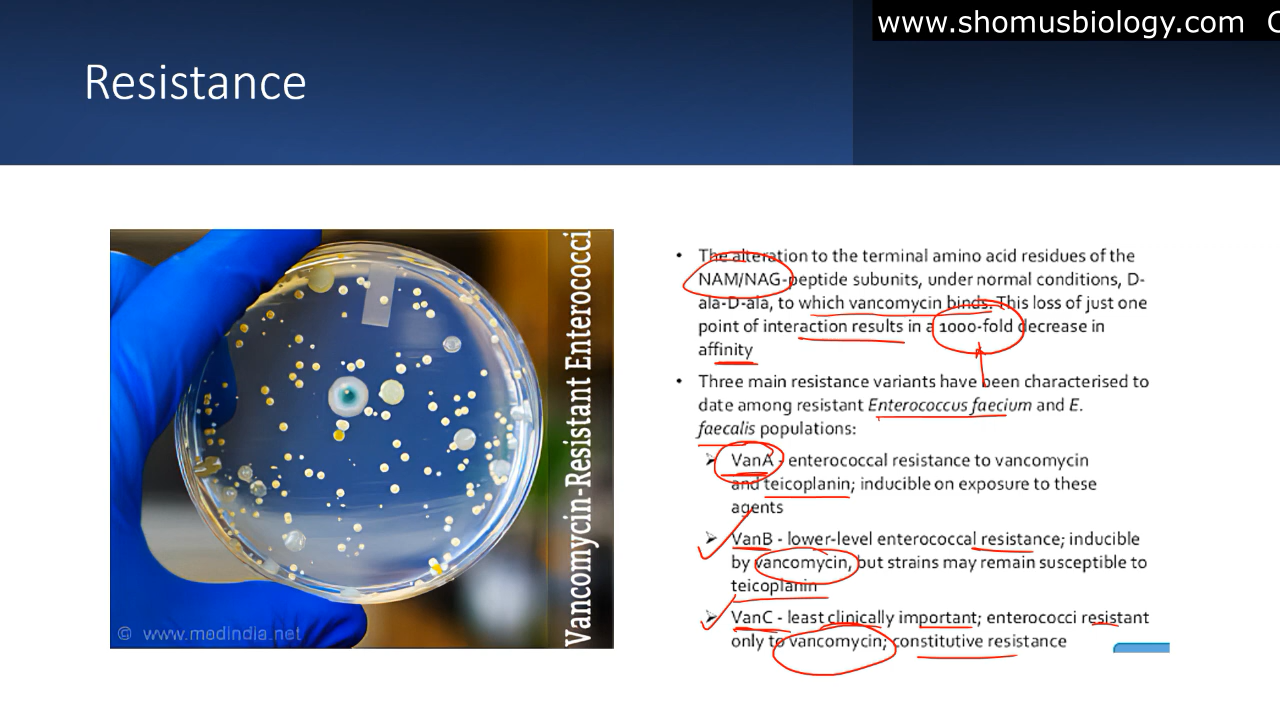 www.shomusbiology.com
Resistance
Vancomycin-Resistant Enterococci
© www.medindia.net
• The alteration to the terminal amino acid residues of the
NAM/NAG-peptide subunits, under normal conditions, D-
ala-D-ala, to which vancomycin binds. This loss of just one
point of interaction results in a 1000-fold decrease in
affinity
• Three main resistance variants have been characterised to
date among resistant Enterococcus faecium and E.
faecalis populations:
➢ VanA - enterococcal resistance to vancomycin
and teicoplanin; inducible on exposure to these
agents
➢ VanB - lower-level enterococcal resistance; inducible
by vancomycin, but strains may remain susceptible to
teicoplanin
➢ VanC - least clinically important; enterococci resistant
only to vancomycin; constitutive resistance